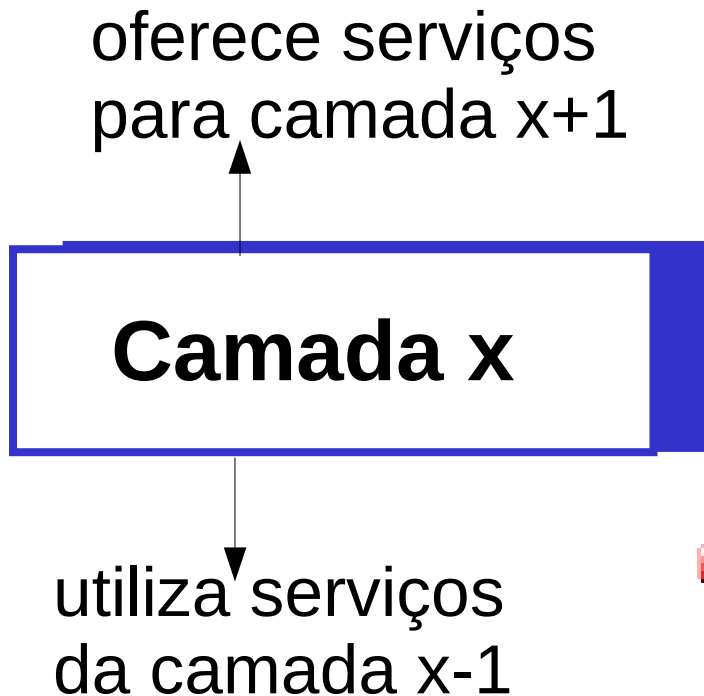 oferece serviços
para camada x+1
Camada x
utiliza serviços
da camada x-1